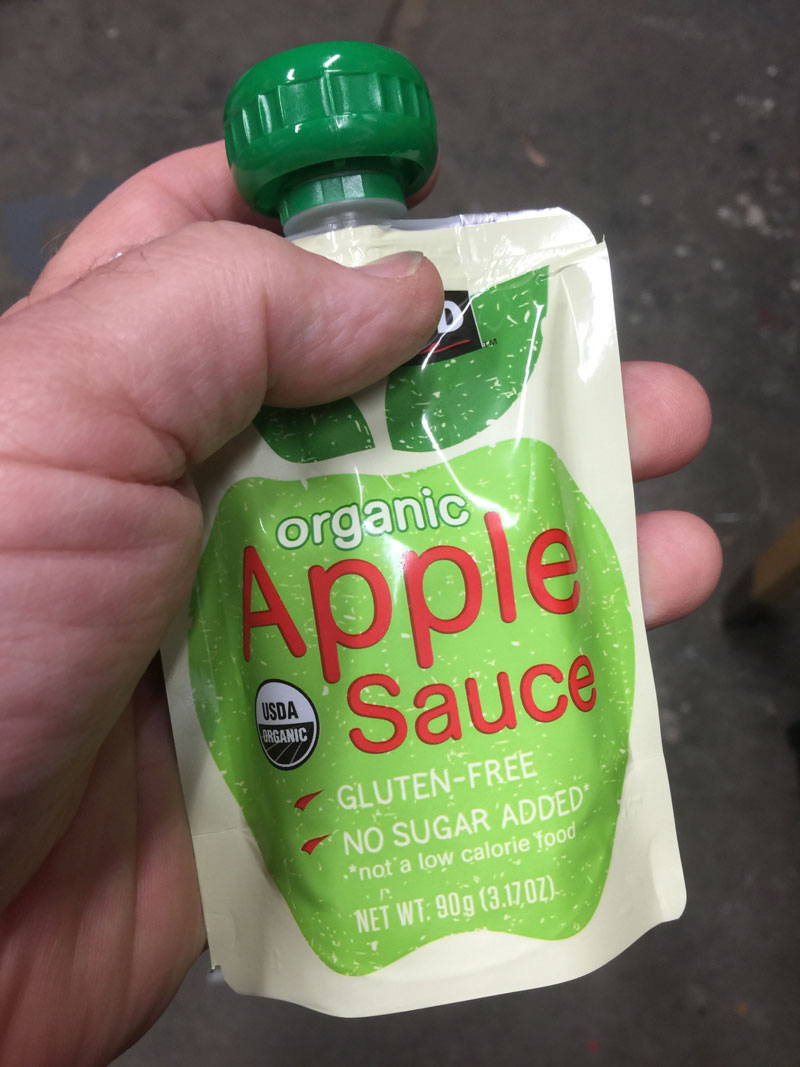 TM
organic
Apple
Sauce
USDA
ORGANIC
GLUTEN-FREE
NO SUGAR ADDED*
*not a low calorie food
NET WT. 90g (3.17OZ)